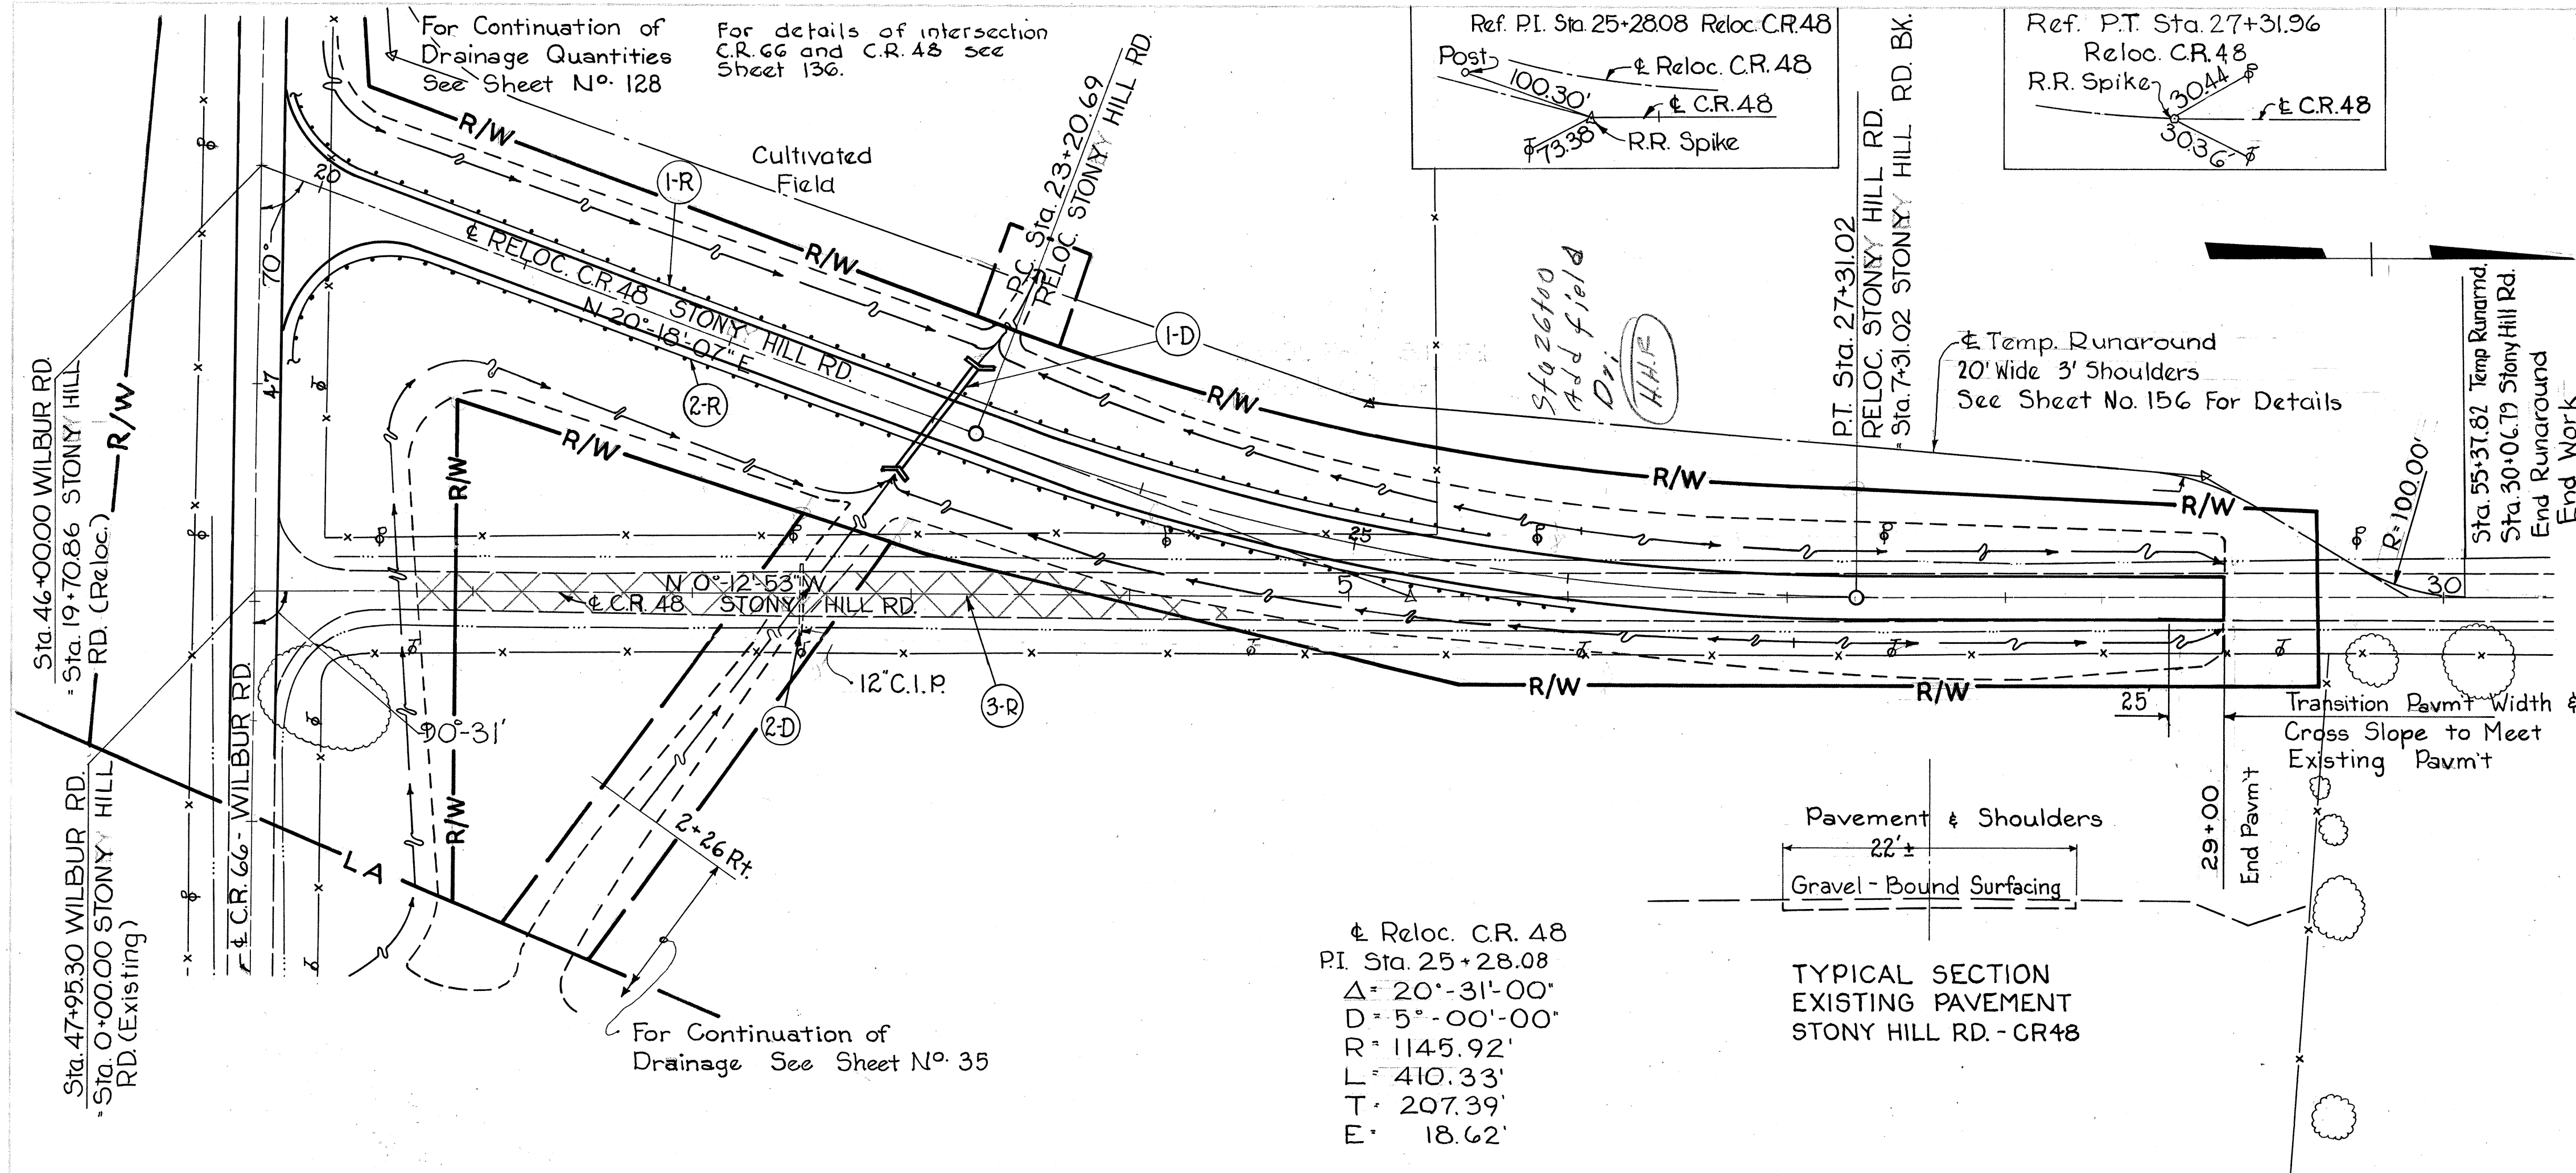 For Continuation of
Drainage Quantities
See Sheet Nº. 128
For details of intersection
C.R. 66 and C.R. 48 see
Sheet 136.
Ref. P.I. Sta. 25+28.08 Reloc. C.R. 48
Post
100.30'
℄ Reloc. C.R. 48
℄ C.R. 48
73.38
R.R. Spike
Ref. P.T. Sta. 27+31.96
Reloc. C.R. 48
R.R. Spike
30.44
℄ C.R. 48
30.36'
Cultivated
Field
R/W
1-R
20
70°
47
R/W
R/W
P.C. Sta. 23+20.69
RELOC. STONY HILL RD.
℄ RELOC. C.R. 48 STONY HILL RD.
N 20°-18'-07" E
2-R
1-D
Sta 26+00
Add field
Dri
H.H.R
P.T. Sta. 27+31.02
RELOC. STONY HILL RD.
= Sta. 7+31.02 STONY HILL RD. BK.
℄ Temp. Runaround
20' Wide 3' Shoulders
See Sheet No. 156 For Details
Sta. 55+37.82 Temp Runarnd.
Sta. 30+06.79 Stony Hill Rd.
End Runaround
End Work
R=100.00'
30
R/W
R/W
R/W
R/W
R/W
25
5
N 0°-12'-53" W
℄ C.R. 48 STONY HILL RD.
12" C.I.P.
2-D
3-R
R/W
R/W
R/W
Sta. 46+00.00 WILBUR RD.
= Sta. 19+70.86 STONY HILL
RD. (Reloc.)
90°-31'
Sta. 47+95.30 WILBUR RD.
= Sta. 0+00.00 STONY HILL
RD. (Existing)
℄ C.R. 66 - WILBUR RD.
L A
2+26 Rt.
For Continuation of
Drainage See Sheet Nº. 35
25'
Transition Pavm't Width &
Cross Slope to Meet
Existing Pavm't
29+00
End Pavm't
Pavement & Shoulders
22'±
Gravel - Bound Surfacing
TYPICAL SECTION
EXISTING PAVEMENT
STONY HILL RD. - CR48
℄ Reloc. C.R. 48
P.I. Sta. 25+28.08
Δ = 20°-31'-00"
D = 5°-00'-00"
R = 1145.92'
L = 410.33'
T = 207.39'
E = 18.62'